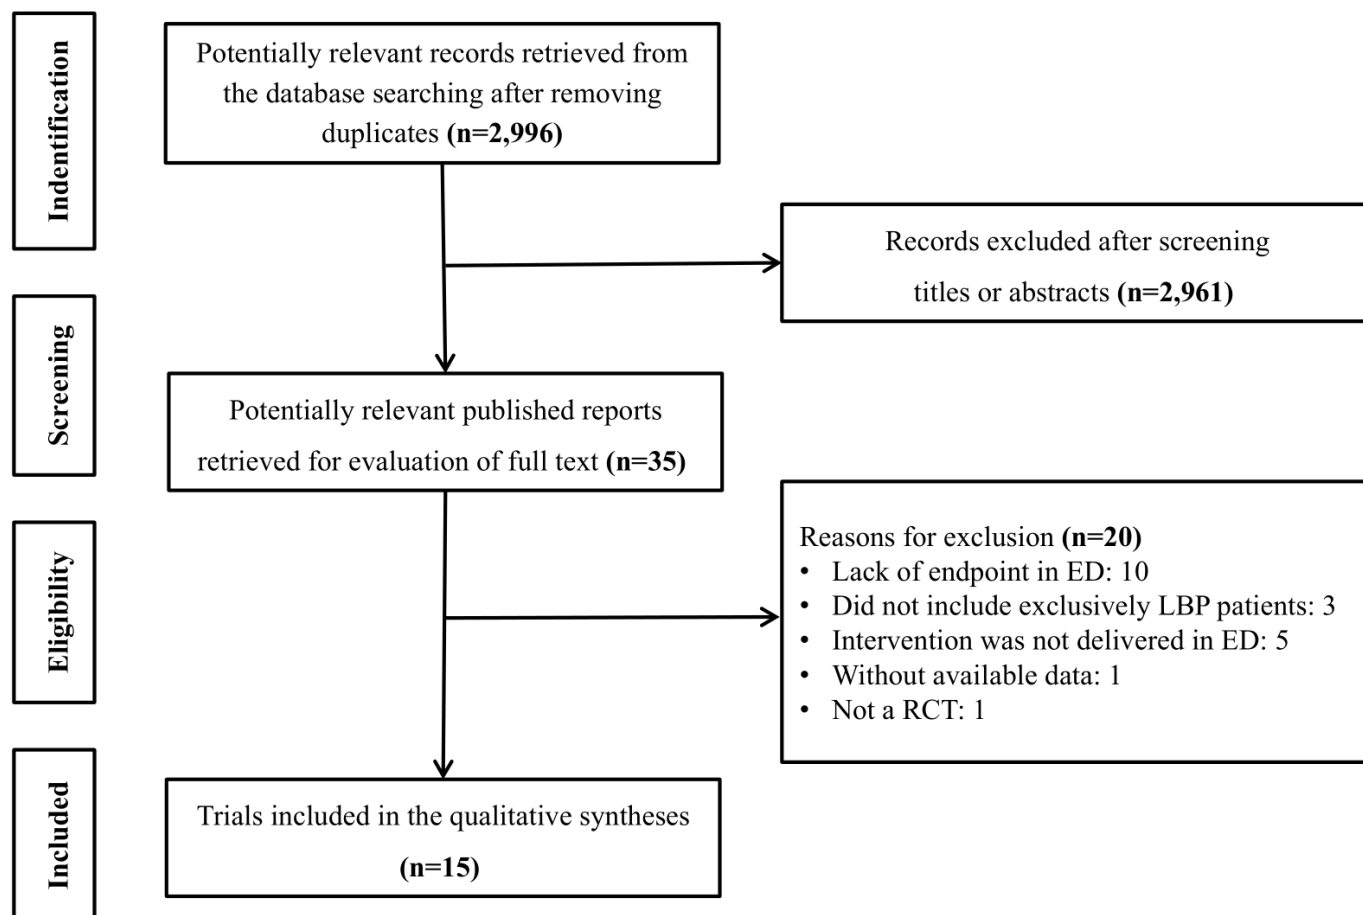 Indentification
Potentially relevant records retrieved from
the database searching after removing
duplicates (n=2,996)
Records excluded after screening
titles or abstracts (n=2,961)
Screening
Potentially relevant published reports
retrieved for evaluation of full text (n=35)
Eligibility
Reasons for exclusion (n=20)
• Lack of endpoint in ED: 10
• Did not include exclusively LBP patients: 3
• Intervention was not delivered in ED: 5
• Without available data: 1
• Not a RCT: 1
Included
Trials included in the qualitative syntheses
(n=15)